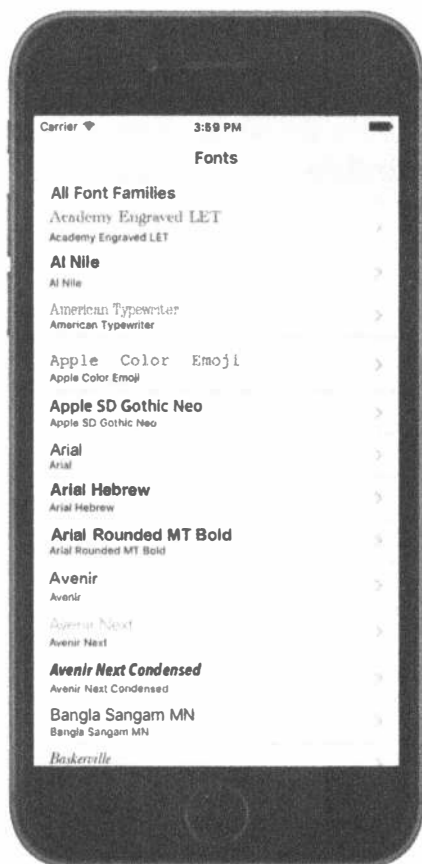 Carrier
3:59 PM
Fonts
All Font Families
Academy Engraved LET
Academy Engraved LET
Al Nile
Al Nile
American Typewriter
American Typewriter
Apple Color Emoji
Apple Color Emoji
Apple SD Gothic Neo
Apple SD Gothic Neo
Arial
Arial
Arial Hebrew
Arial Hebrew
Arial Rounded MT Bold
Arial Rounded MT Bold
Avenir
Avenir
Avenir Next
Avenir Next
Avenir Next Condensed
Avenir Next Condensed
Bangla Sangam MN
Bangla Sangam MN
Baskerville